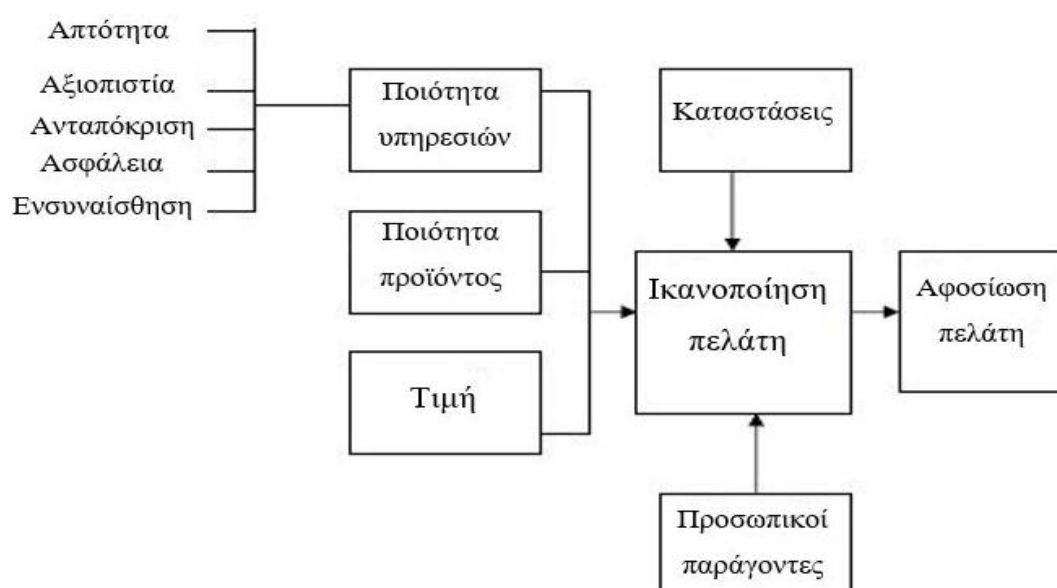 Απτότητα
Αξιοπιστία
Ανταπόκριση
Ασφάλεια
Ενσυναίσθηση
Ποιότητα
υπηρεσιών
Ποιότητα
προϊόντος
Τιμή
Καταστάσεις
Ικανοποίηση
πελάτη
Προσωπικοί
παράγοντες
Αφοσίωση
πελάτη